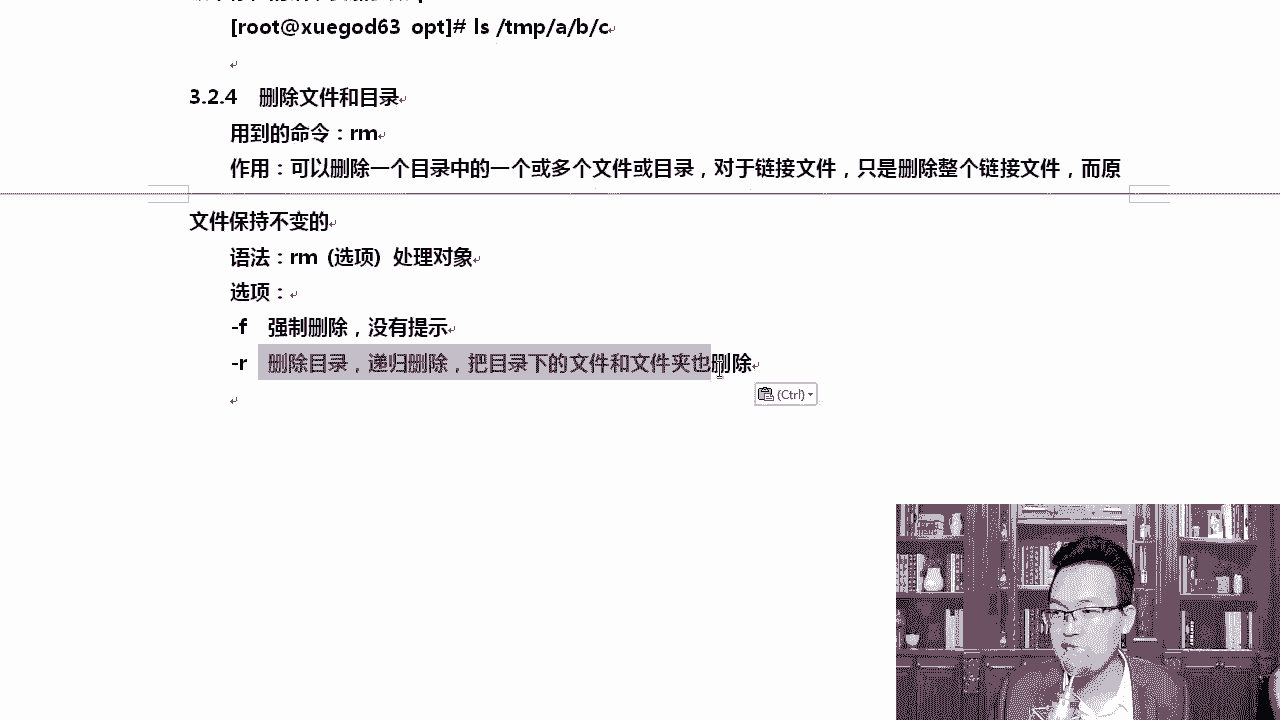 [root@xuegod63 opt]# ls /tmp/a/b/c
3.2.4 删除文件和目录
用到的命令：rm
作用：可以删除一个目录中的一个或多个文件或目录，对于链接文件，只是删除整个链接文件，而原
文件保持不变的
语法：rm (选项) 处理对象
选项：
-f 强制删除，没有提示
-r 删除目录，递归删除，把目录下的文件和文件夹也删除
(Ctrl)